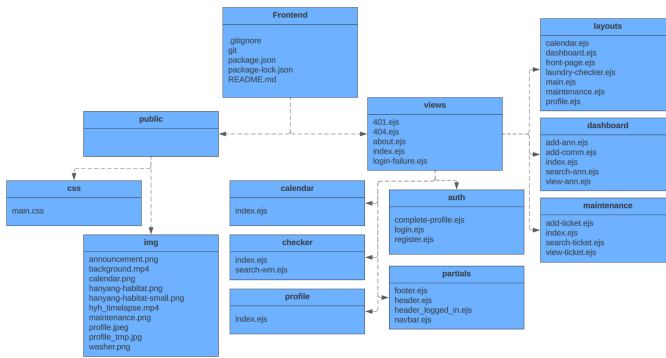 Frontend
.gitignore
git
package.json
package-lock.json
README.md
public
views
401.ejs
404.ejs
about.ejs
index.ejs
login-failure.ejs
layouts
calendar.ejs
dashboard.ejs
front-page.ejs
laundry-checker.ejs
main.ejs
maintenance.ejs
profile.ejs
dashboard
add-ann.ejs
add-comm.ejs
index.ejs
search-ann.ejs
view-ann.ejs
css
main.css
calendar
index.ejs
auth
complete-profile.ejs
login.ejs
register.ejs
maintenance
add-ticket.ejs
index.ejs
search-ticket.ejs
view-ticket.ejs
img
announcement.png
background.mp4
calendar.png
hanyang-habitat.png
hanyang-habitat-small.png
hyh_timelapse.mp4
maintenance.png
profile.jpeg
profile_tmp.jpg
washer.png
checker
index.ejs
search-wm.ejs
partials
footer.ejs
header.ejs
header_logged_in.ejs
navbar.ejs
profile
index.ejs